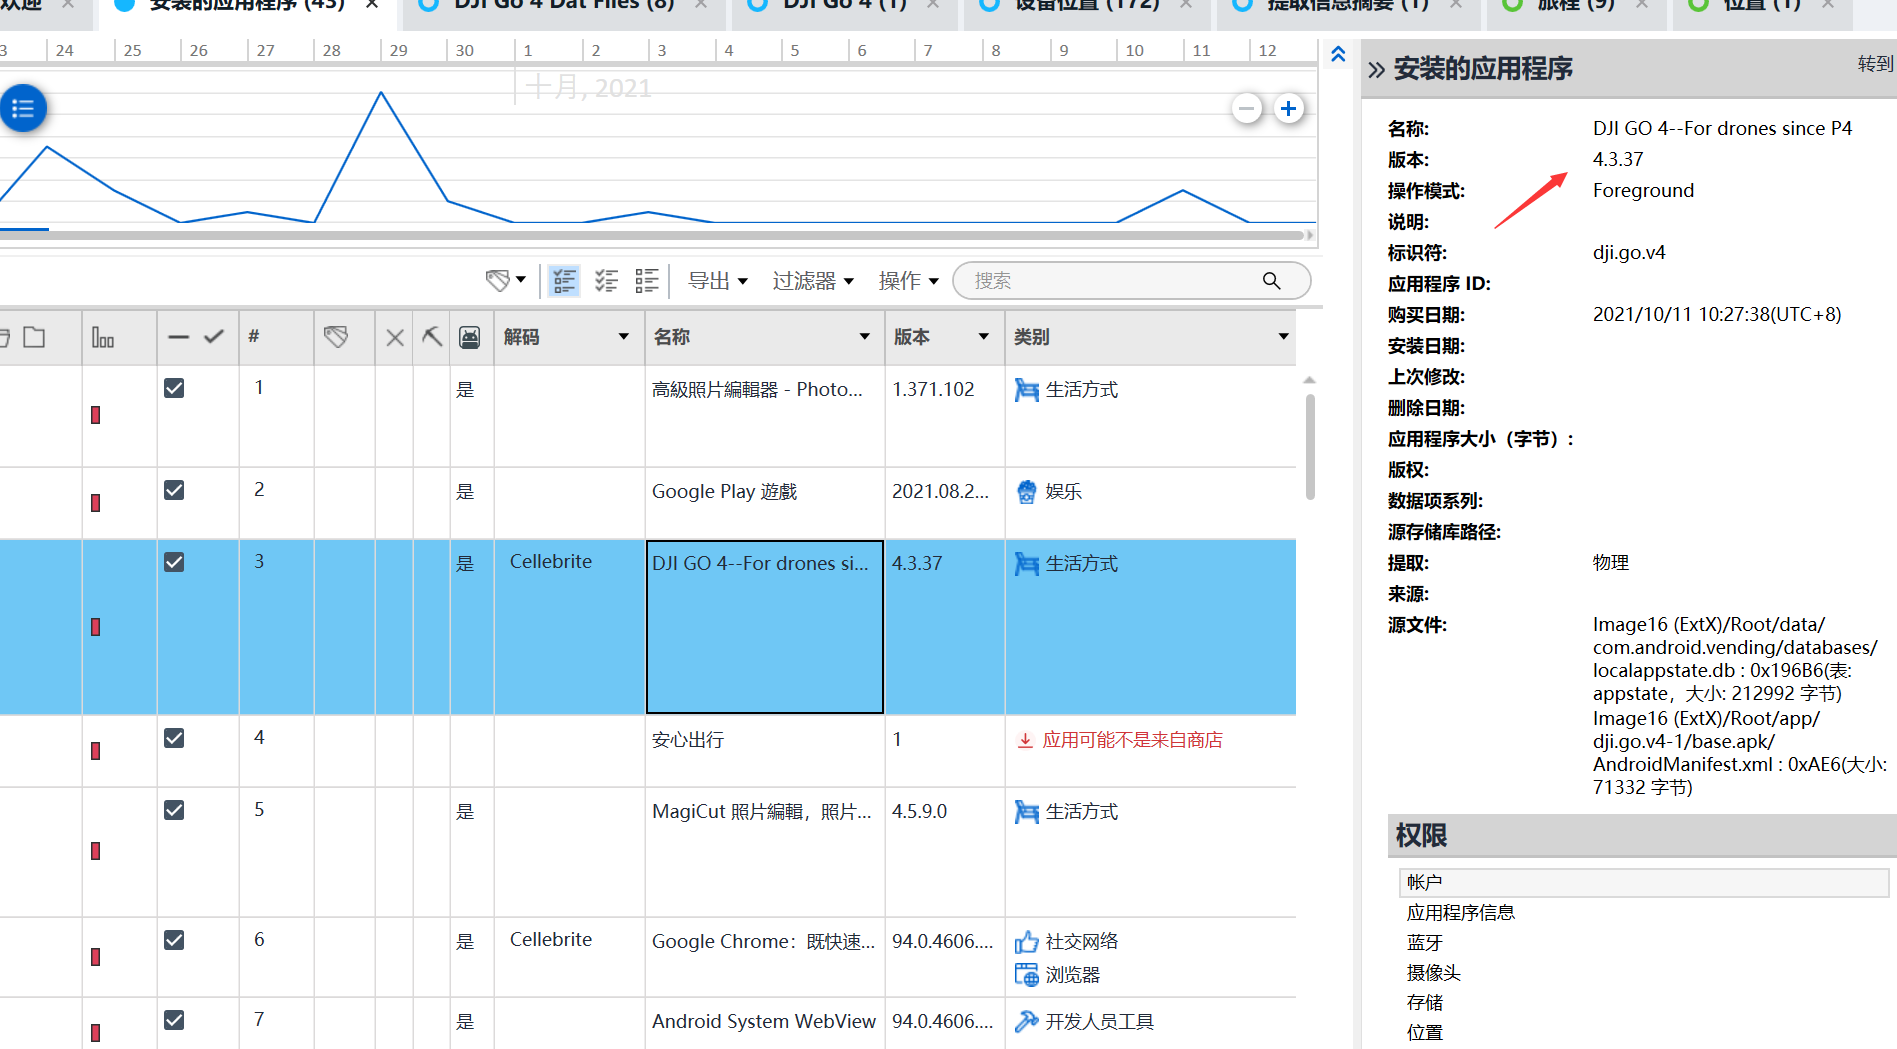 欢迎 ×
安装的应用程序 (43) ×
DJI Go 4 Dat Files (8) ×
DJI Go 4 (1) ×
设备位置 (172) ×
提取信息摘要 (1) ×
旅程 (9) ×
位置 (1) ×
3 24 25 26 27 28 29 30 1 2 3 4 5 6 7 8 9 10 11 12
十月, 2021
导出 过滤器 操作 搜索
# 解码 名称 版本 类别
1 是 高級照片編輯器 - Photo... 1.371.102 生活方式
2 是 Google Play 遊戲 2021.08.2... 娱乐
3 是 Cellebrite DJI GO 4--For drones si... 4.3.37 生活方式
4 安心出行 1 应用可能不是来自商店
5 是 MagiCut 照片編輯，照片... 4.5.9.0 生活方式
6 是 Cellebrite Google Chrome：既快速... 94.0.4606.... 社交网络
浏览器
7 是 Android System WebView 94.0.4606.... 开发人员工具
安装的应用程序 转到
名称: DJI GO 4--For drones since P4
版本: 4.3.37
操作模式: Foreground
说明:
标识符: dji.go.v4
应用程序 ID:
购买日期: 2021/10/11 10:27:38(UTC+8)
安装日期:
上次修改:
删除日期:
应用程序大小（字节）:
版权:
数据项系列:
源存储库路径:
提取: 物理
来源:
源文件: Image16 (ExtX)/Root/data/
com.android.vending/databases/
localappstate.db : 0x196B6(表:
appstate，大小: 212992 字节)
Image16 (ExtX)/Root/app/
dji.go.v4-1/base.apk/
AndroidManifest.xml : 0xAE6(大小:
71332 字节)
权限
帐户
应用程序信息
蓝牙
摄像头
存储
位置